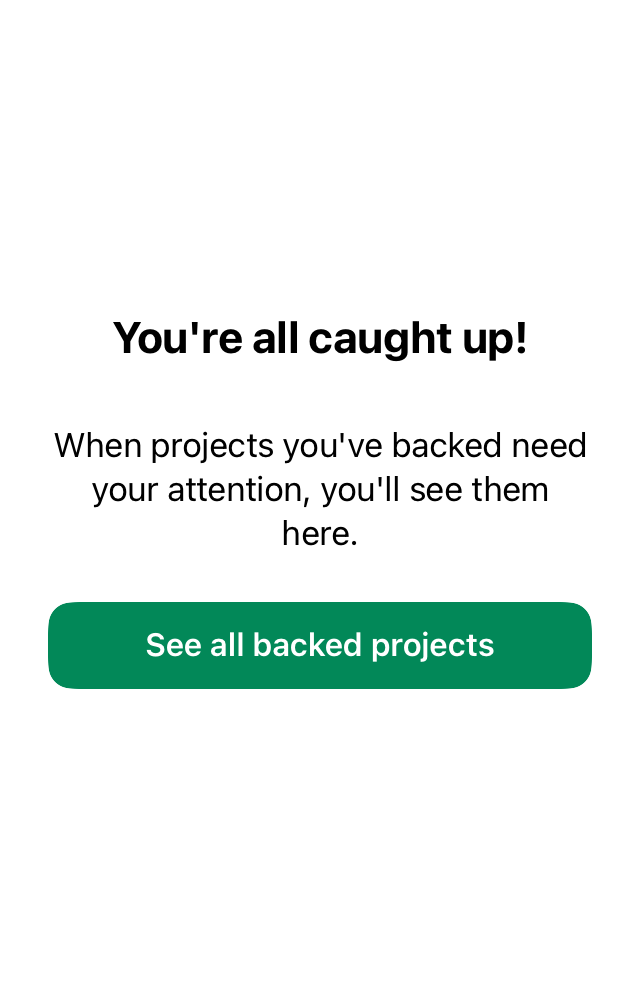 You're all caught up!
When projects you've backed need
your attention, you'll see them
here.
See all backed projects